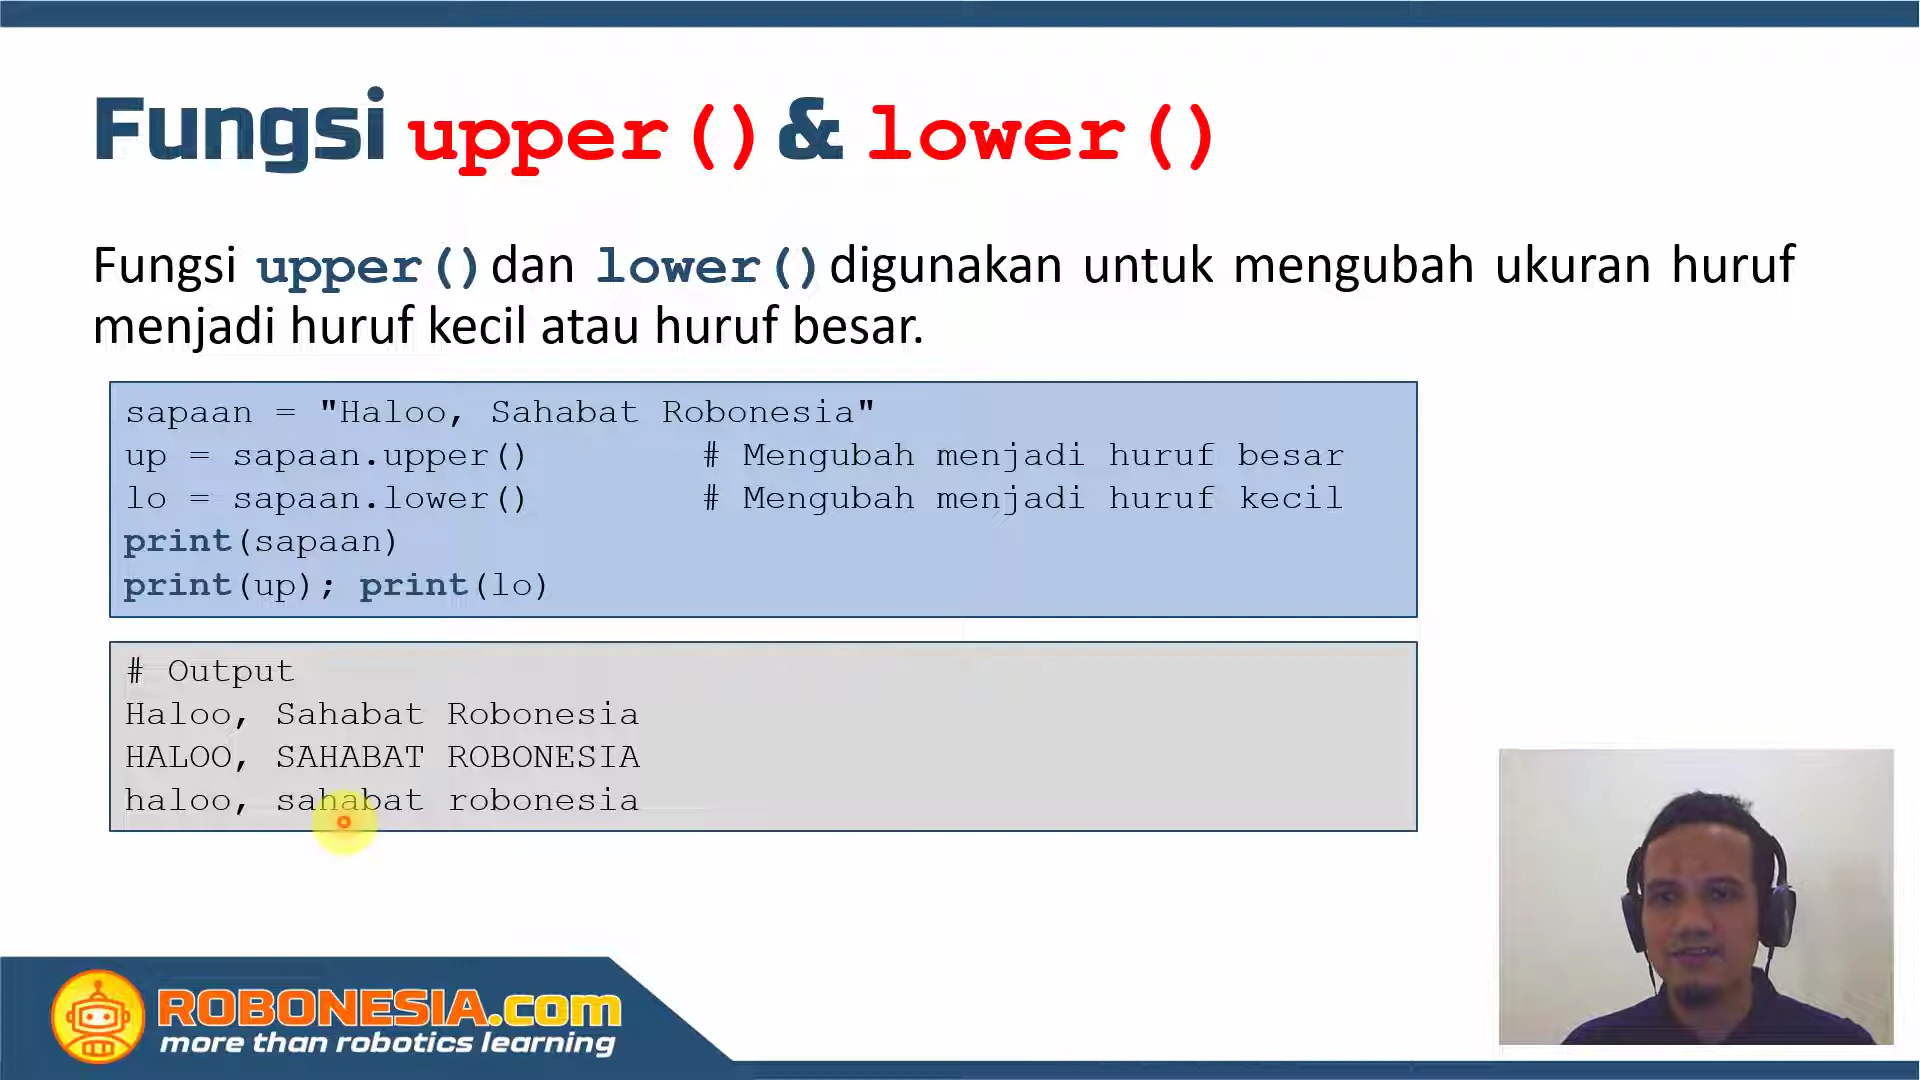 Fungsi upper() & lower()
Fungsi upper() dan lower() digunakan untuk mengubah ukuran huruf
menjadi huruf kecil atau huruf besar.
sapaan = "Haloo, Sahabat Robonesia"
up = sapaan.upper() # Mengubah menjadi huruf besar
lo = sapaan.lower() # Mengubah menjadi huruf kecil
print(sapaan)
print(up); print(lo)
# Output
Haloo, Sahabat Robonesia
HALOO, SAHABAT ROBONESIA
haloo, sahabat robonesia
ROBONESIA.com
more than robotics learning